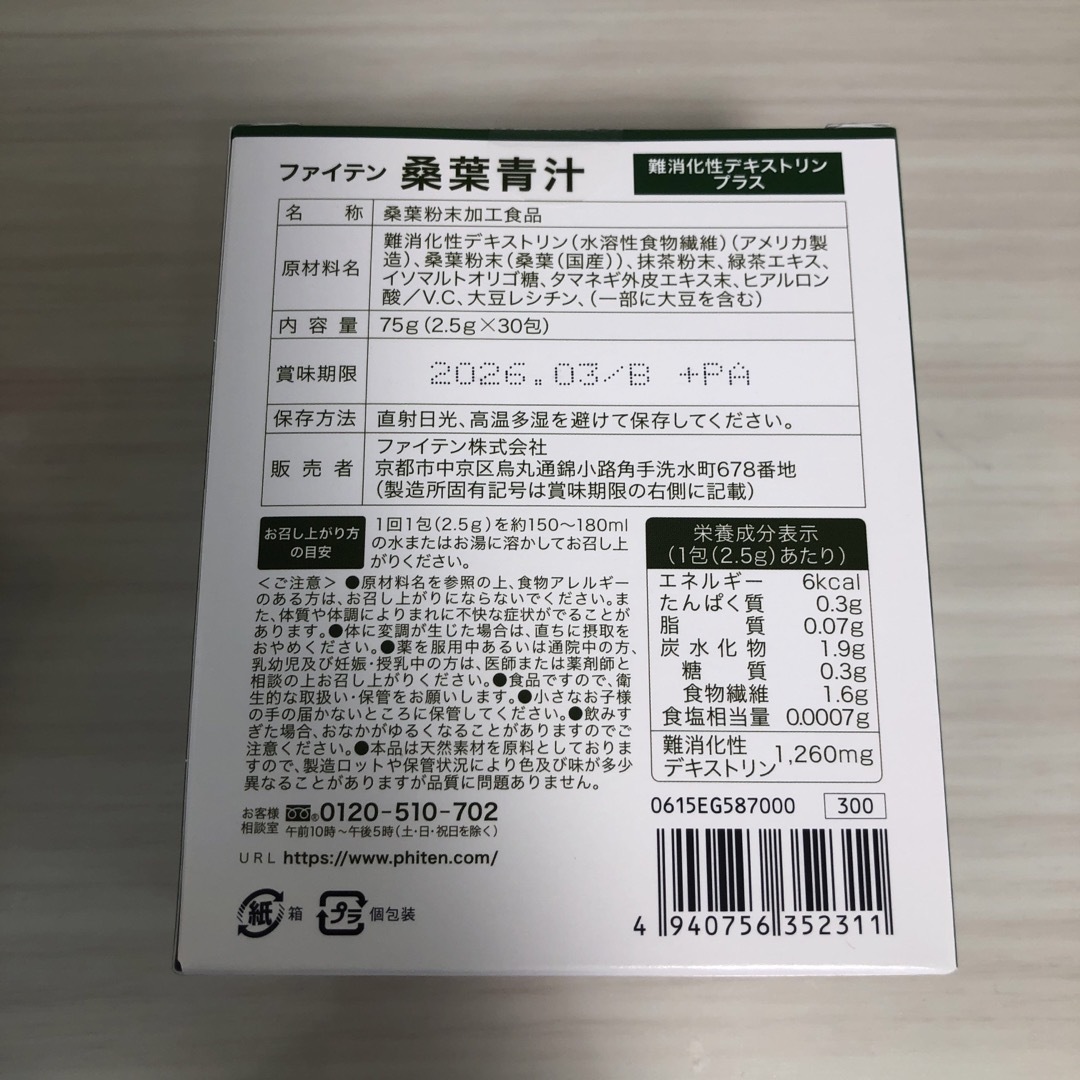 ファイテン 桑葉青汁
難消化性デキストリン
プラス
名称 桑葉粉末加工食品
原材料名 難消化性デキストリン(水溶性食物繊維)(アメリカ製
造)、桑葉粉末(桑葉(国産))、抹茶粉末、緑茶エキス、
イソマルトオリゴ糖、タマネギ外皮エキス末、ヒアルロン
酸/V.C、大豆レシチン、(一部に大豆を含む)
内容量 75g(2.5g×30包)
賞味期限 2026.03/B +PA
保存方法 直射日光、高温多湿を避けて保存してください。
販売者 ファイテン株式会社
京都市中京区烏丸通錦小路角手洗水町678番地
(製造所固有記号は賞味期限の右側に記載)
お召し上がり方
の目安
1回1包(2.5g)を約150~180ml
の水またはお湯に溶かしてお召し上
がりください。
<ご注意> ●原材料名を参照の上、食物アレルギー
のある方は、お召し上がりにならないでください。ま
た、体質や体調によりまれに不快な症状がでることが
あります。●体に変調が生じた場合は、直ちに摂取を
おやめください。●薬を服用中あるいは通院中の方、
乳幼児及び妊娠・授乳中の方は、医師または薬剤師と
相談の上お召し上がりください。●食品ですので、衛
生的な取扱い・保管をお願いします。●小さなお子様
の手の届かないところに保管してください。●飲みす
ぎた場合、おなかがゆるくなることがありますのでご
注意ください。●本品は天然素材を原料としておりま
すので、製造ロットや保管状況により色及び味が多少
異なることがありますが品質に問題ありません。
栄養成分表示
(1包(2.5g)あたり)
エネルギー 6kcal
たんぱく質 0.3g
脂質 0.07g
炭水化物 1.9g
糖質 0.3g
食物繊維 1.6g
食塩相当量 0.0007g
難消化性
デキストリン 1,260mg
お客様
相談室
0120-510-702
午前10時~午後5時(土・日・祝日を除く)
URL https://www.phiten.com/
紙 箱 プラ 個包装
0615EG587000 300
4 940756 352311